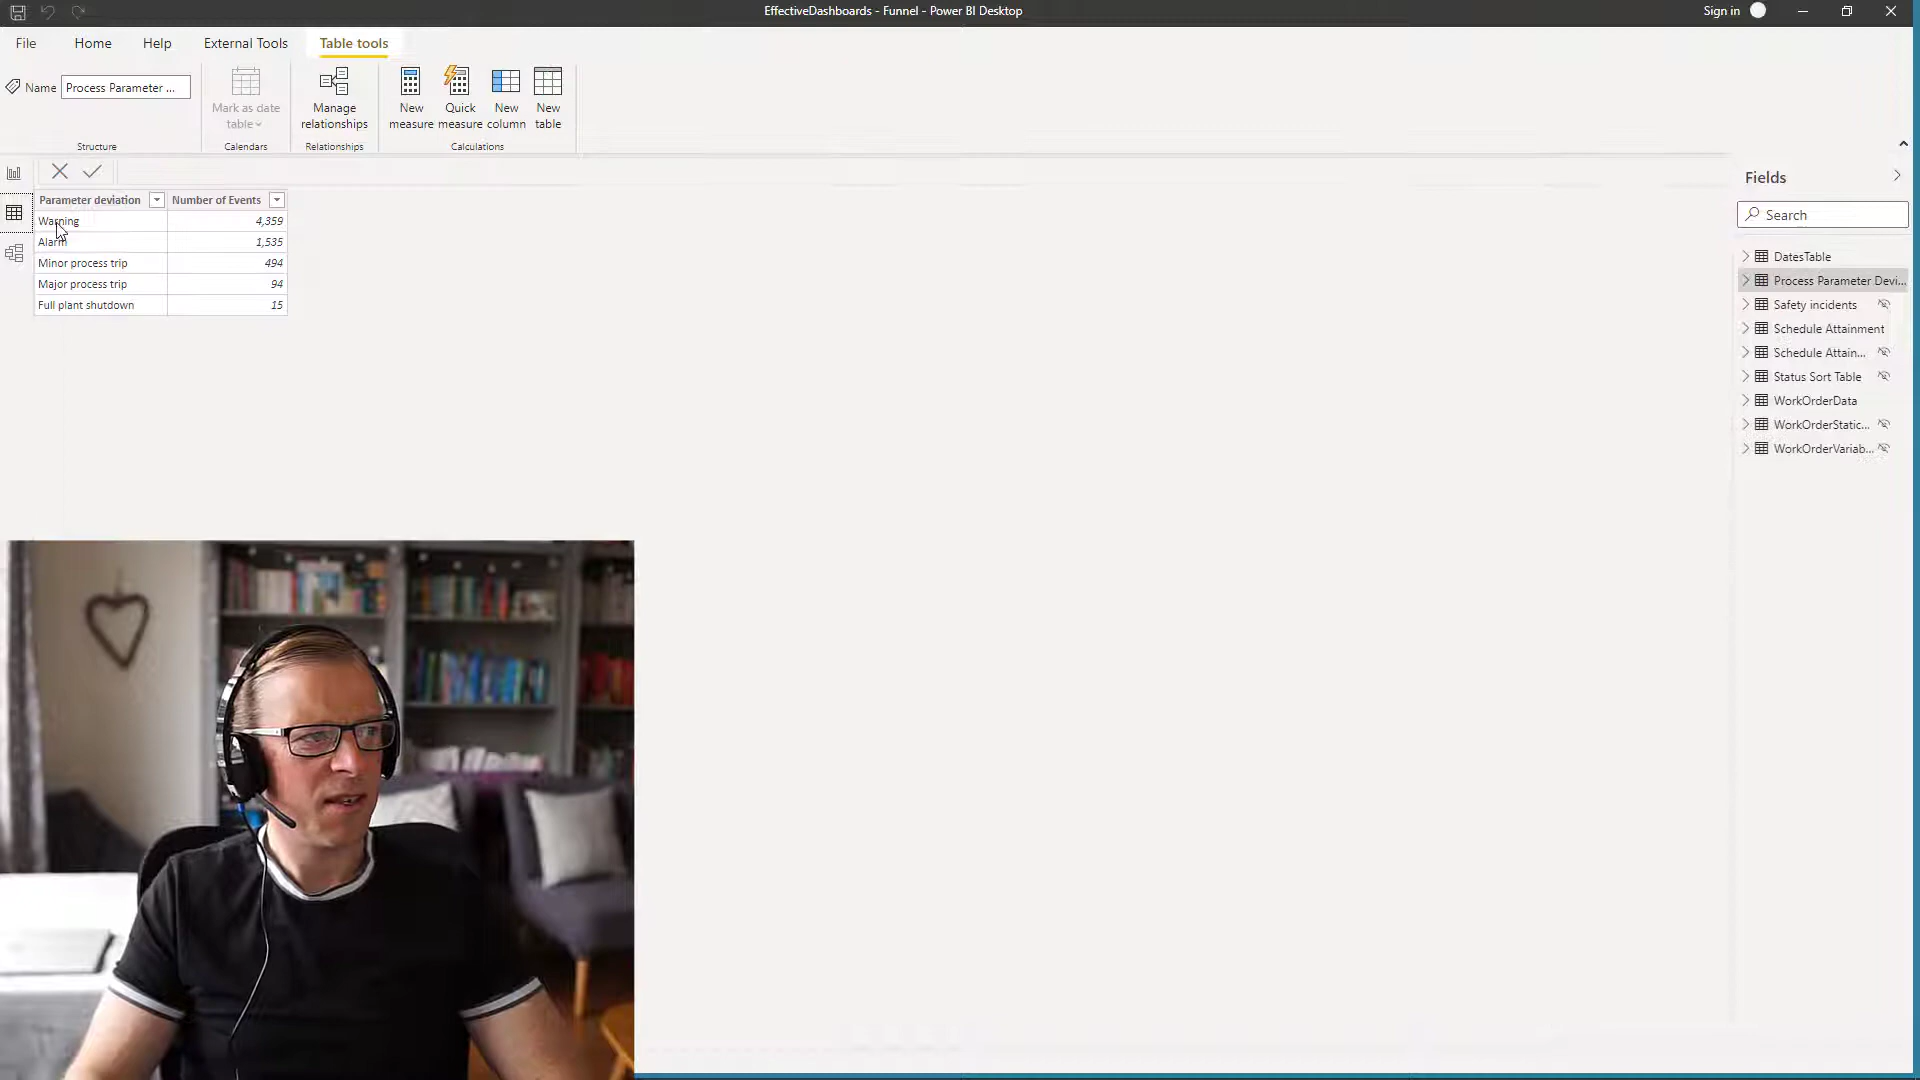 EffectiveDashboards - Funnel - Power BI Desktop
Sign in
File
Home
Help
External Tools
Table tools
Name
Process Parameter ...
Mark as date table
Manage relationships
New measure
Quick measure
New column
New table
Structure
Calendars
Relationships
Calculations
Parameter deviation
Number of Events
Warning 4,359
Alarm 1,535
Minor process trip 494
Major process trip 94
Full plant shutdown 15
Fields
Search
DatesTable
Process Parameter Devi...
Safety incidents
Schedule Attainment
Schedule Attain...
Status Sort Table
WorkOrderData
WorkOrderStatic...
WorkOrderVariab...